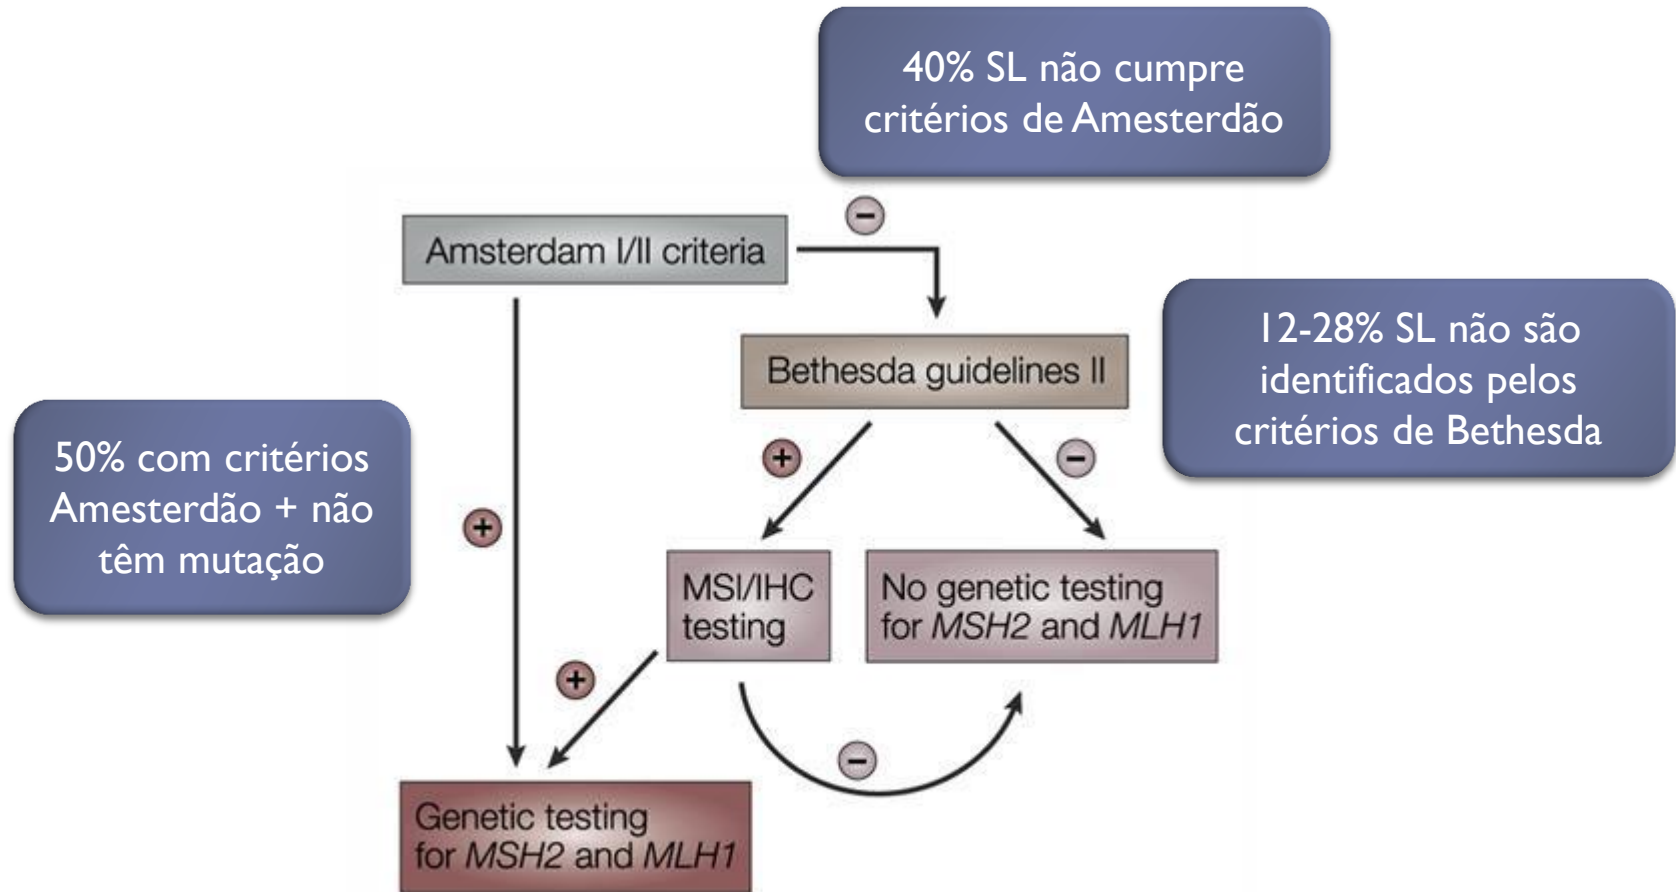 40% SL não cumpre
critérios de Amesterdão
−
Amsterdam I/II criteria
12-28% SL não são
identificados pelos
critérios de Bethesda
Bethesda guidelines II
50% com critérios
Amesterdão + não
têm mutação
+
−
+
MSI/IHC
testing
No genetic testing
for MSH2 and MLH1
+
−
Genetic testing
for MSH2 and MLH1